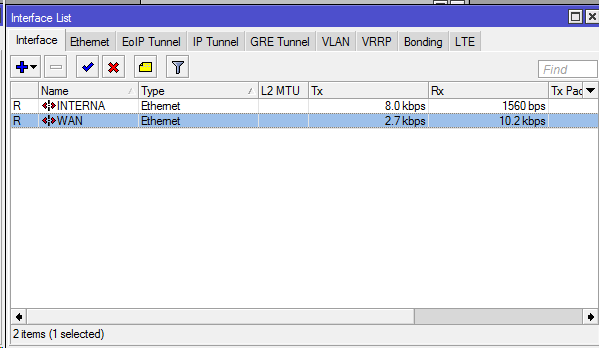 Interface List
Interface Ethernet EoIP Tunnel IP Tunnel GRE Tunnel VLAN VRRP Bonding LTE
Find
Name Type L2 MTU Tx Rx Tx Pac
R INTERNA Ethernet 8.0 kbps 1560 bps
R WAN Ethernet 2.7 kbps 10.2 kbps
2 items (1 selected)